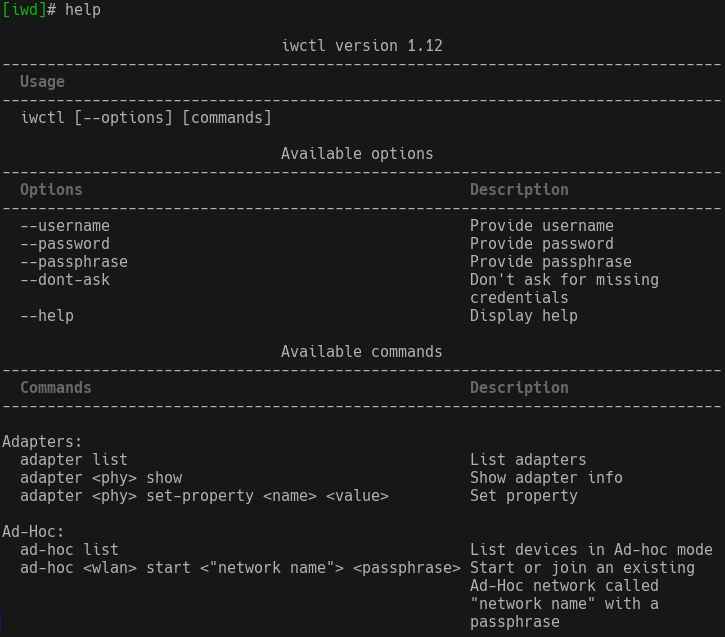 [iwd]# help
iwctl version 1.12
--------------------------------------------------------------------------------
Usage
--------------------------------------------------------------------------------
iwctl [--options] [commands]
Available options
--------------------------------------------------------------------------------
Options Description
--------------------------------------------------------------------------------
--username Provide username
--password Provide password
--passphrase Provide passphrase
--dont-ask Don't ask for missing
credentials
--help Display help
Available commands
--------------------------------------------------------------------------------
Commands Description
--------------------------------------------------------------------------------
Adapters:
adapter list List adapters
adapter <phy> show Show adapter info
adapter <phy> set-property <name> <value> Set property
Ad-Hoc:
ad-hoc list List devices in Ad-hoc mode
ad-hoc <wlan> start <"network name"> <passphrase> Start or join an existing
Ad-Hoc network called
"network name" with a
passphrase